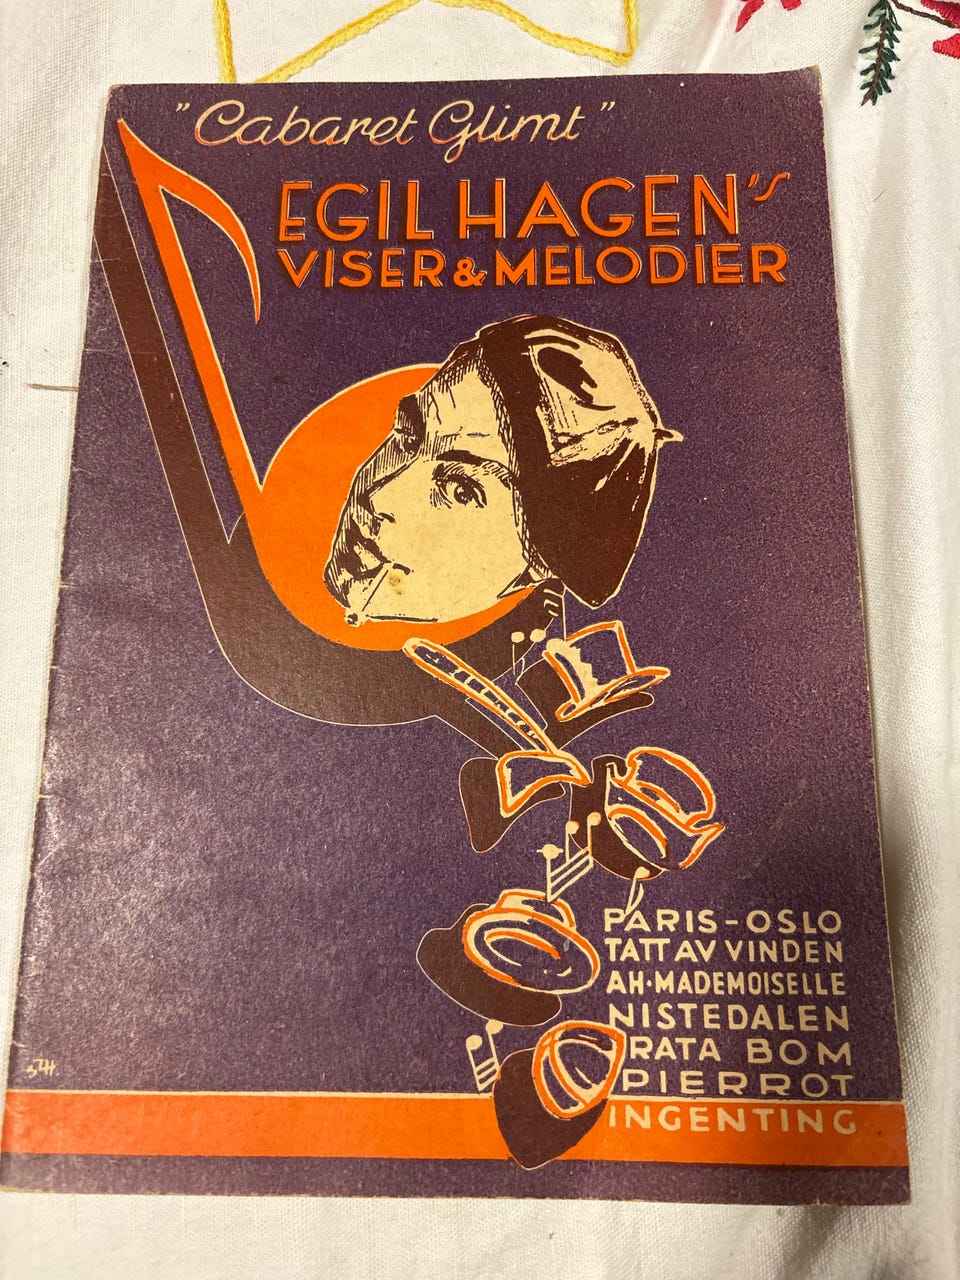 "Cabaret Glimt"
EGIL HAGEN'S
VISER & MELODIER
PARIS-OSLO
TATT AV VINDEN
AH·MADEMOISELLE
NISTEDALEN
RATA BOM
PIERROT
INGENTING